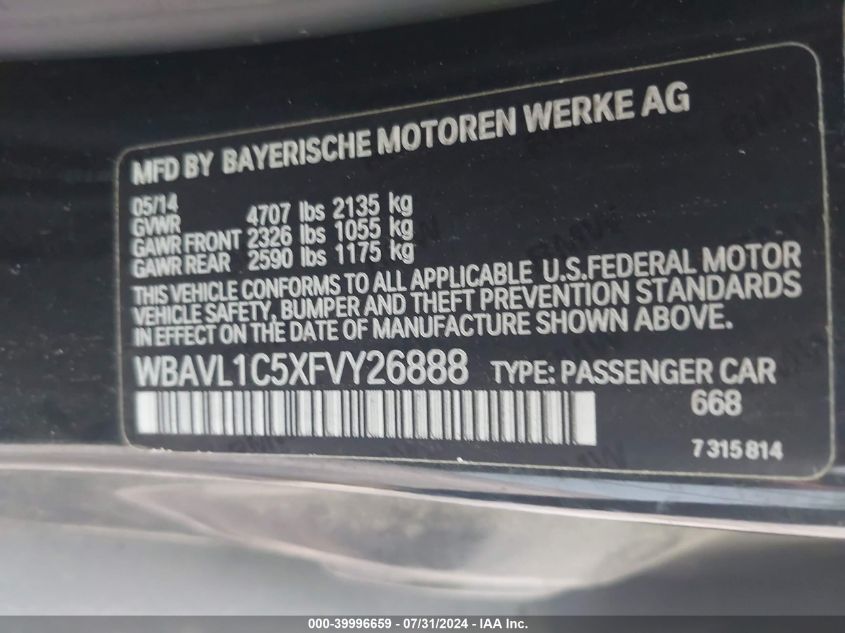 MFD BY BAYERISCHE MOTOREN WERKE AG
05/14
GVWR 4707 lbs 2135 kg
GAWR FRONT 2326 lbs 1055 kg
GAWR REAR 2590 lbs 1175 kg
THIS VEHICLE CONFORMS TO ALL APPLICABLE U.S.FEDERAL MOTOR
VEHICLE SAFETY, BUMPER AND THEFT PREVENTION STANDARDS
IN EFFECT ON THE DATE OF MANUFACTURE SHOWN ABOVE.
WBAVL1C5XFVY26888 TYPE: PASSENGER CAR
668
7315814
000-39996659 - 07/31/2024 - IAA Inc.